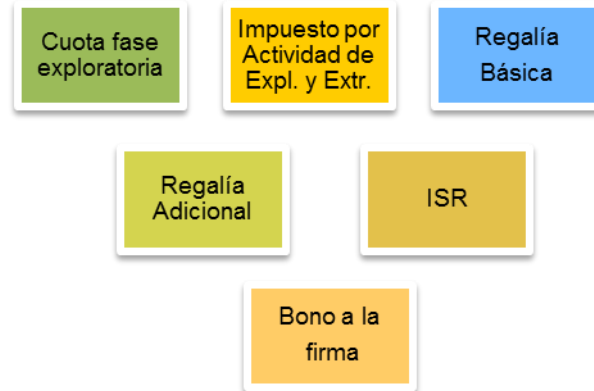 Cuota fase
exploratoria
Impuesto por
Actividad de
Expl. y Extr.
Regalía
Básica
Regalía
Adicional
ISR
Bono a la
firma